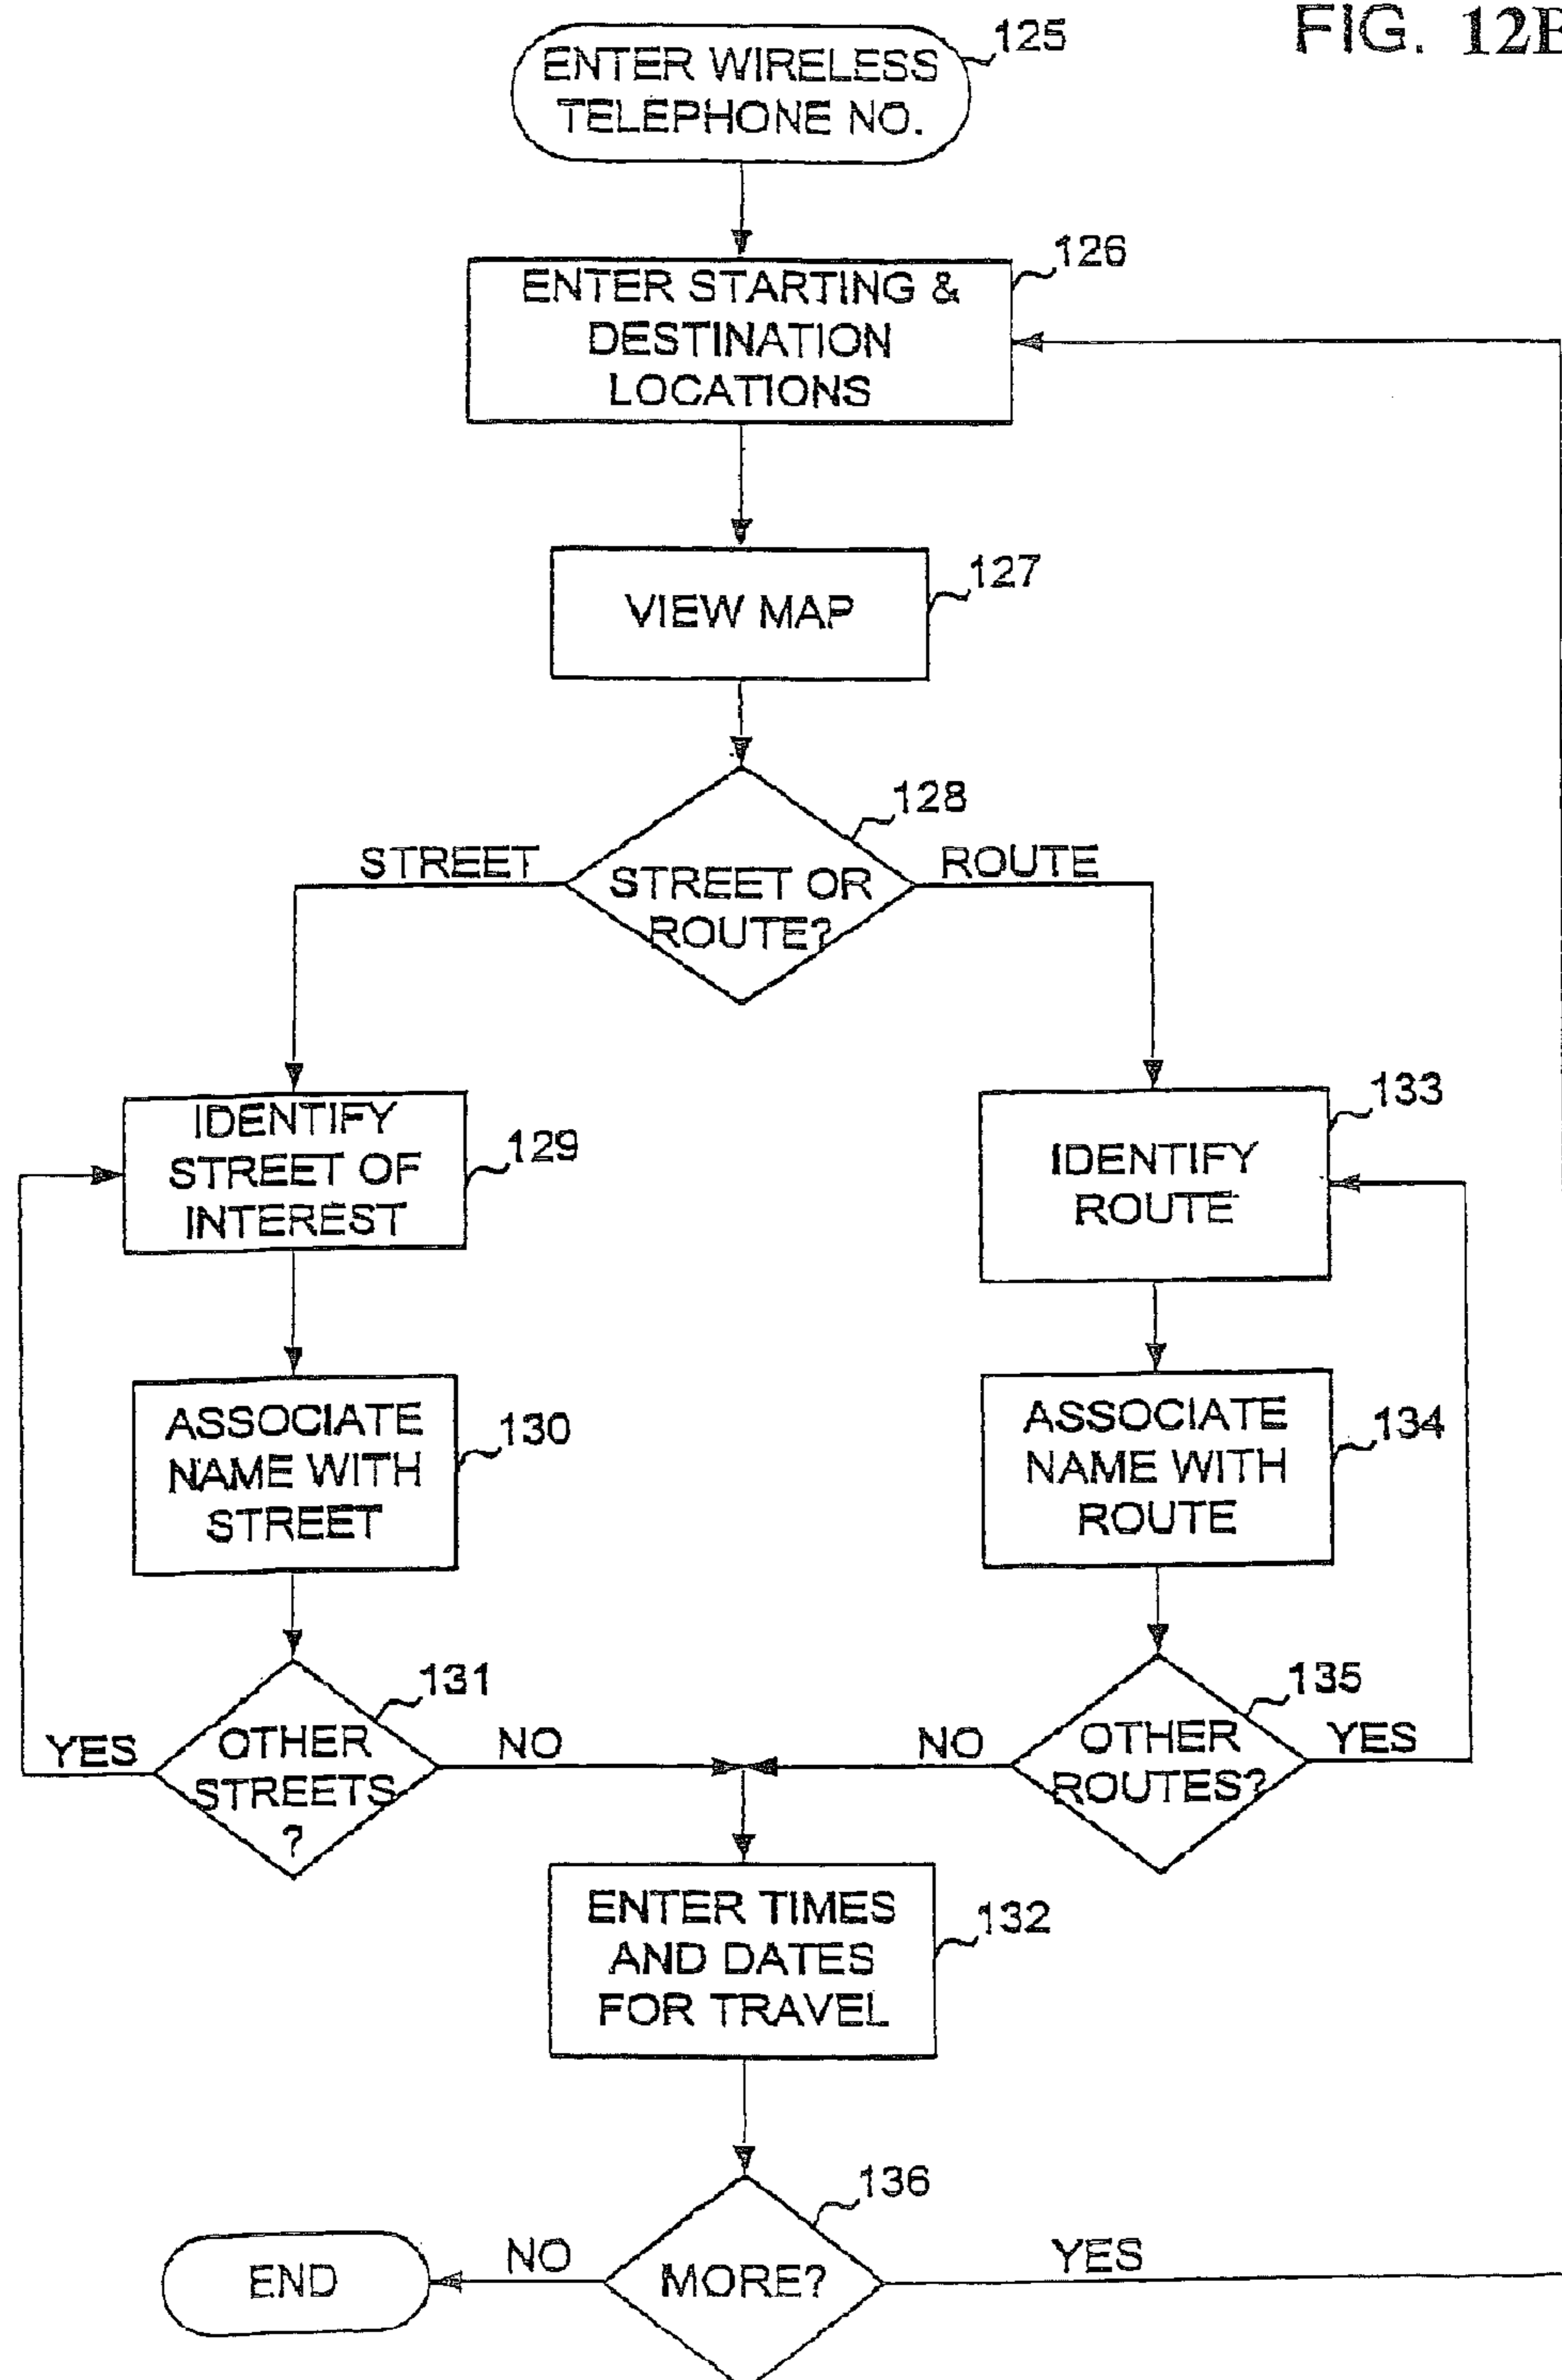 FIG. 12B
ENTER WIRELESS
TELEPHONE NO.
125
ENTER STARTING &
DESTINATION
LOCATIONS
126
VIEW MAP
127
128
STREET
STREET OR
ROUTE?
ROUTE
IDENTIFY
STREET OF
INTEREST
129
IDENTIFY
ROUTE
133
ASSOCIATE
NAME WITH
STREET
130
ASSOCIATE
NAME WITH
ROUTE
134
131
YES
OTHER
STREETS
?
NO
135
NO
OTHER
ROUTES?
YES
ENTER TIMES
AND DATES
FOR TRAVEL
132
136
END
NO
MORE?
YES